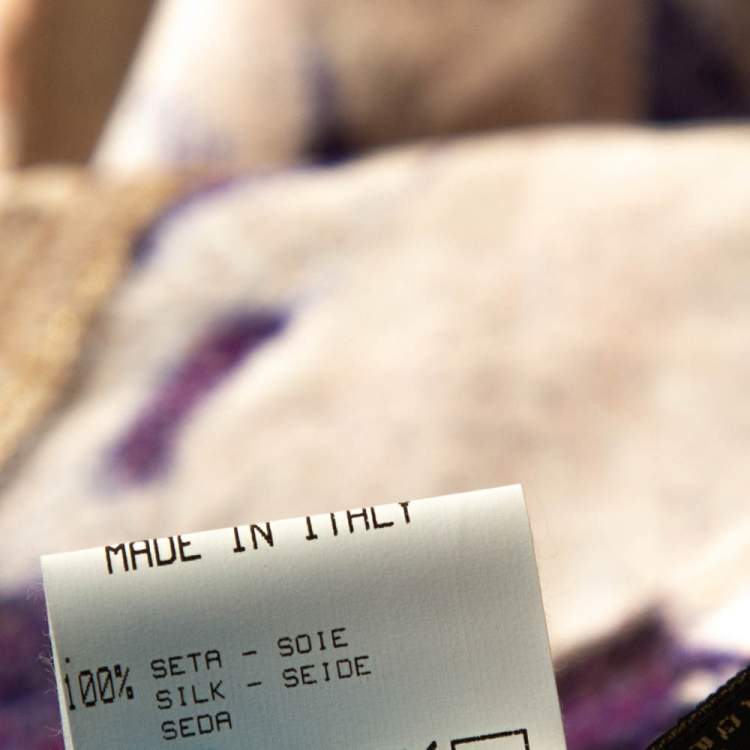 MADE IN ITALY
100% SETA - SOIE
SILK - SEIDE
SEDA